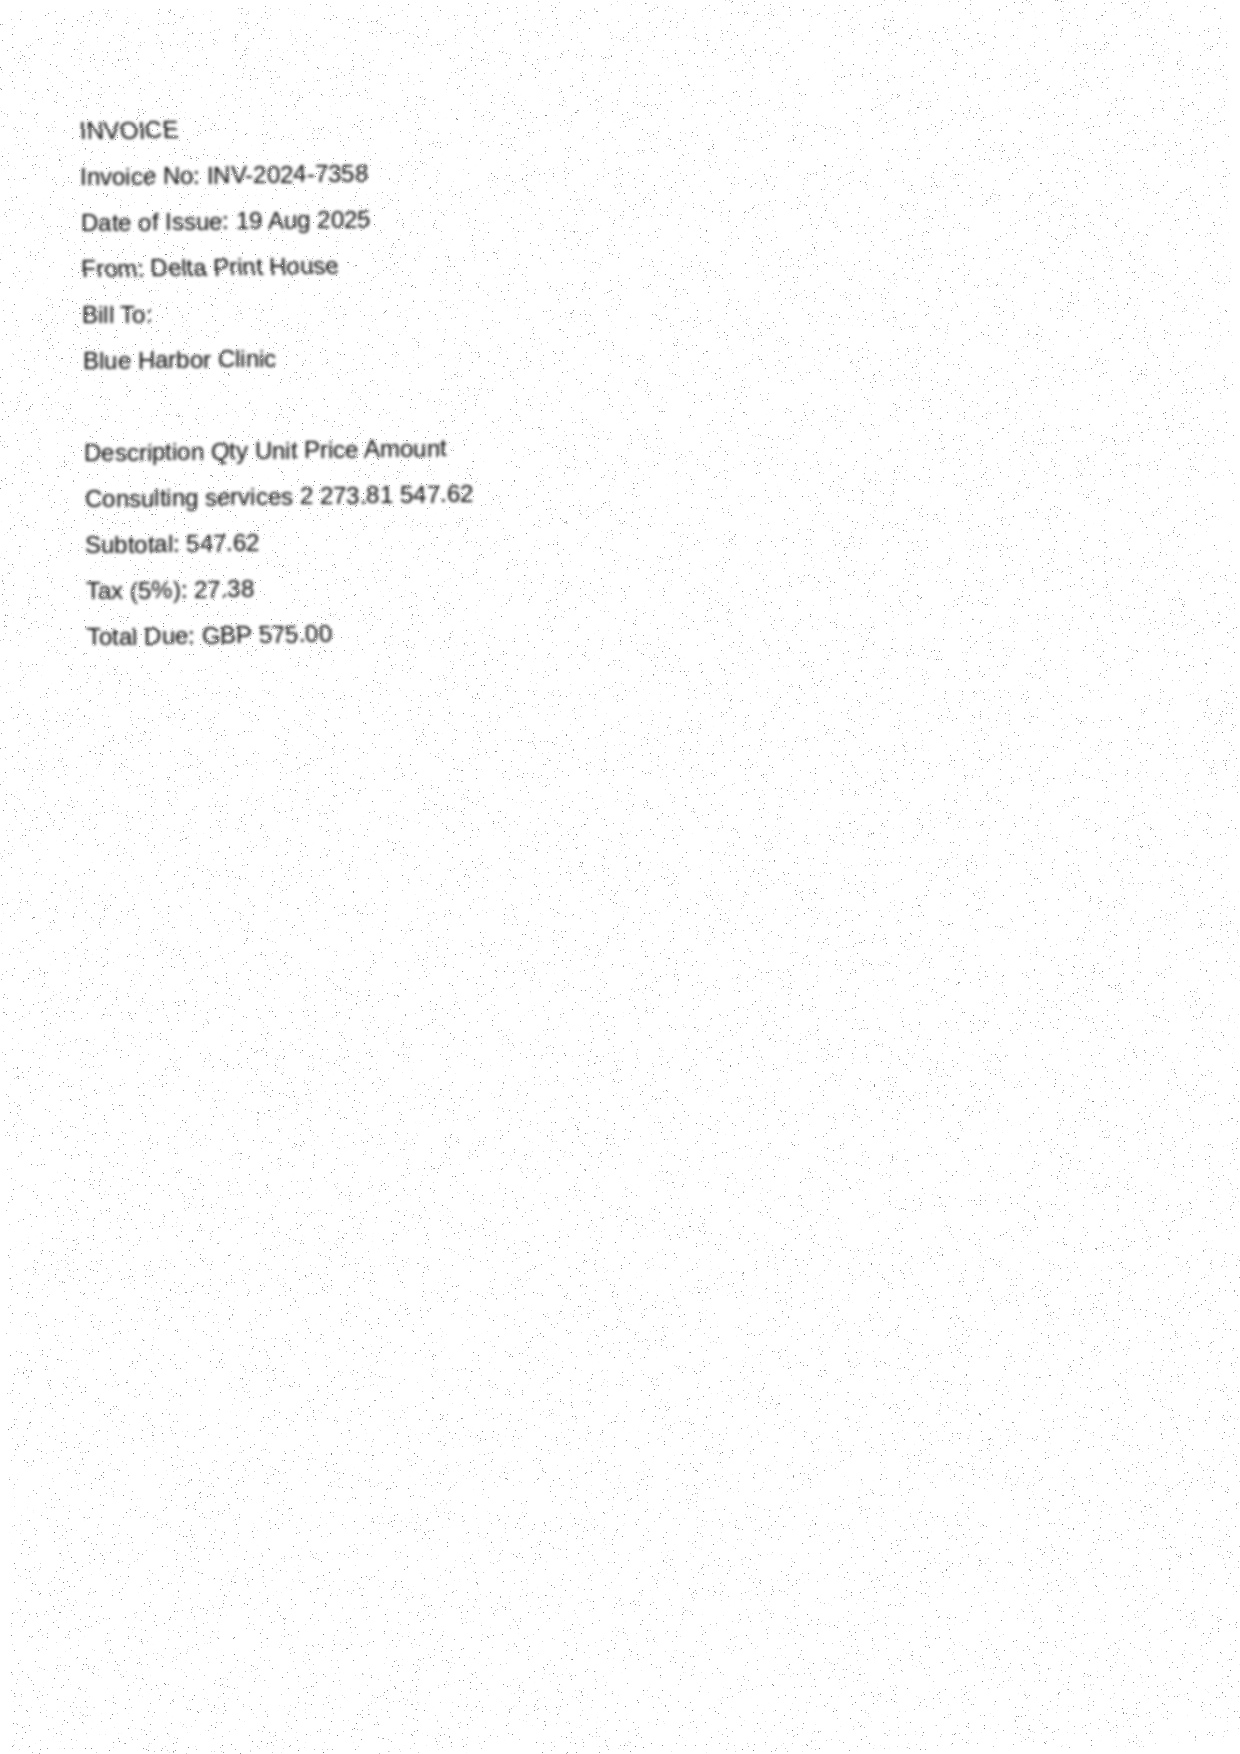 INVOICE
Invoice No: INV-2024-7358
Date of Issue: 19 Aug 2025
From: Delta Print House
Bill To:
Blue Harbor Clinic
Description Qty Unit Price Amount
Consulting services 2 273.81 547.62
Subtotal: 547.62
Tax (5%): 27.38
Total Due: GBP 575.00